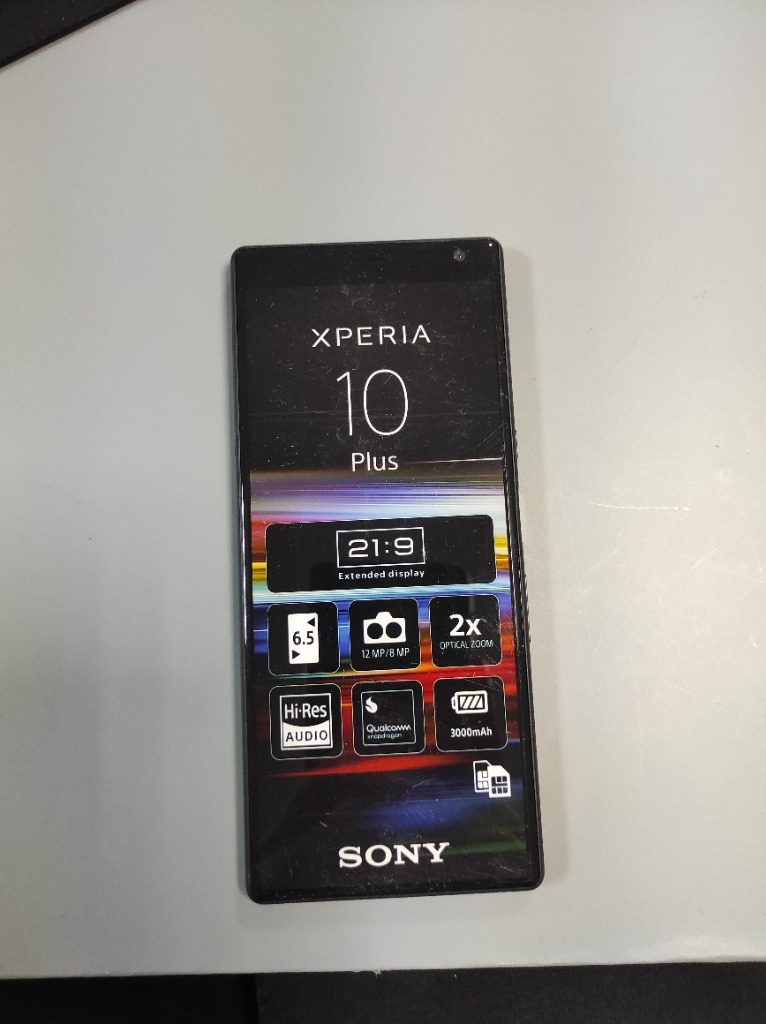 XPERIA
10
Plus
21:9
Extended display
6.5
12 MP/8 MP
2x
OPTICAL ZOOM
Hi-Res
AUDIO
Qualcomm
snapdragon
3000mAh
SONY